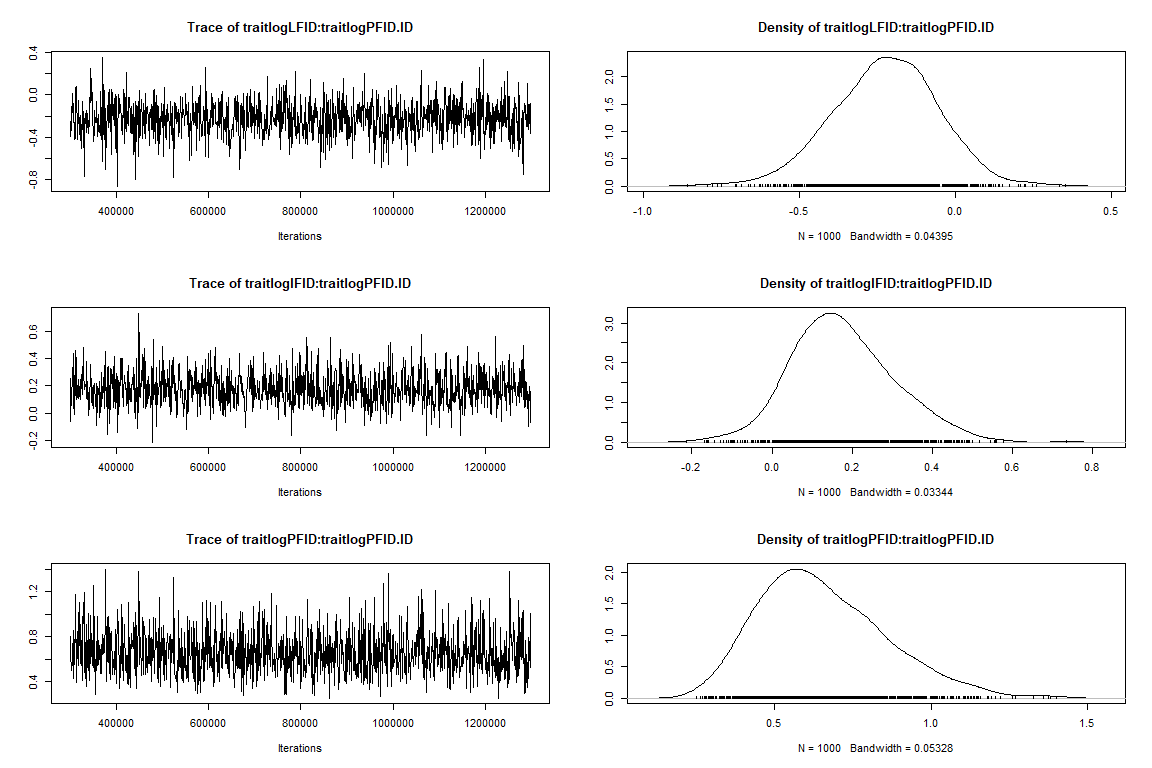 Trace of traitlogLFID:traitlogPFID.ID
0.4
0.0
-0.4
-0.8
400000 600000 800000 1000000 1200000
Iterations
Density of traitlogLFID:traitlogPFID.ID
2.0
1.5
1.0
0.5
0.0
-1.0 -0.5 0.0 0.5
N = 1000 Bandwidth = 0.04395
Trace of traitlogIFID:traitlogPFID.ID
0.6
0.4
0.2
0.0
-0.2
400000 600000 800000 1000000 1200000
Iterations
Density of traitlogIFID:traitlogPFID.ID
3.0
2.0
1.0
0.0
-0.2 0.0 0.2 0.4 0.6 0.8
N = 1000 Bandwidth = 0.03344
Trace of traitlogPFID:traitlogPFID.ID
1.2
0.8
0.4
400000 600000 800000 1000000 1200000
Iterations
Density of traitlogPFID:traitlogPFID.ID
2.0
1.5
1.0
0.5
0.0
0.5 1.0 1.5
N = 1000 Bandwidth = 0.05328